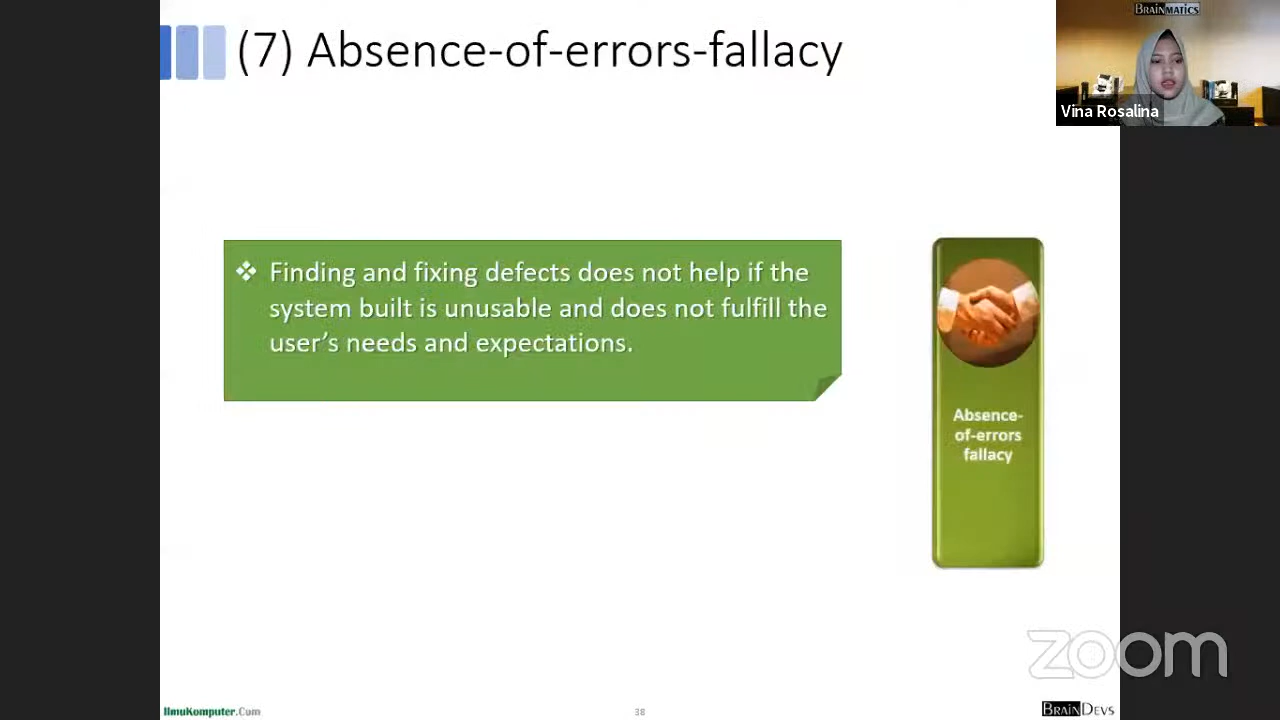 (7) Absence-of-errors-fallacy
BRAINMATICS
Vina Rosalina
❖ Finding and fixing defects does not help if the
system built is unusable and does not fulfill the
user's needs and expectations.
Absence-
of-errors
fallacy
zoom
IlmuKomputer.Com
38
BRAINDEVS